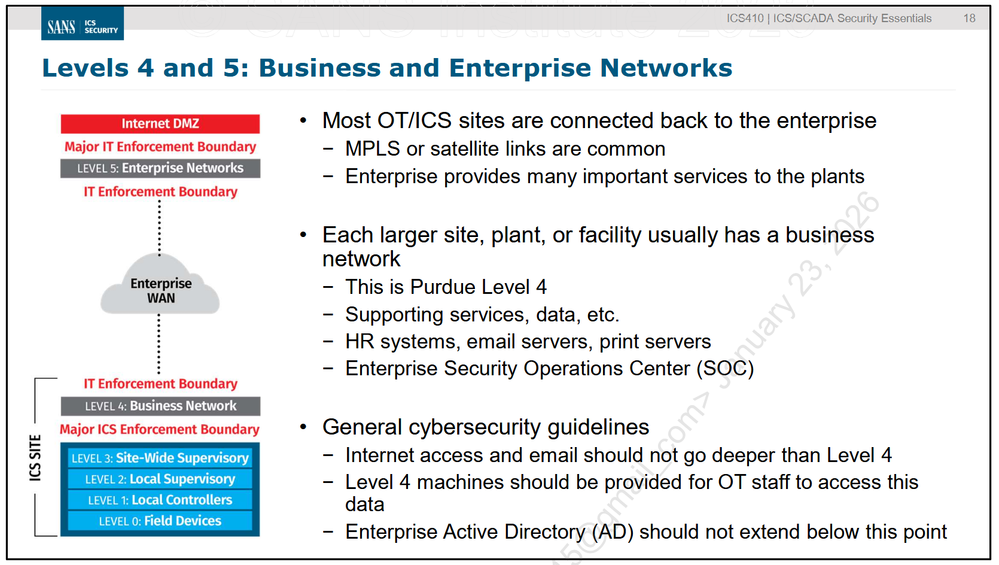 © SANS Institute 2026
SANS
ICS
SECURITY
ICS410 | ICS/SCADA Security Essentials 18
Levels 4 and 5: Business and Enterprise Networks
Internet DMZ
Major IT Enforcement Boundary
LEVEL 5: Enterprise Networks
IT Enforcement Boundary
Enterprise
WAN
IT Enforcement Boundary
LEVEL 4: Business Network
Major ICS Enforcement Boundary
ICS SITE
LEVEL 3: Site-Wide Supervisory
LEVEL 2: Local Supervisory
LEVEL 1: Local Controllers
LEVEL 0: Field Devices
• Most OT/ICS sites are connected back to the enterprise
– MPLS or satellite links are common
– Enterprise provides many important services to the plants
• Each larger site, plant, or facility usually has a business
network
– This is Purdue Level 4
– Supporting services, data, etc.
– HR systems, email servers, print servers
– Enterprise Security Operations Center (SOC)
• General cybersecurity guidelines
– Internet access and email should not go deeper than Level 4
– Level 4 machines should be provided for OT staff to access this
data
– Enterprise Active Directory (AD) should not extend below this point
45@gmail_com> January 23, 2026